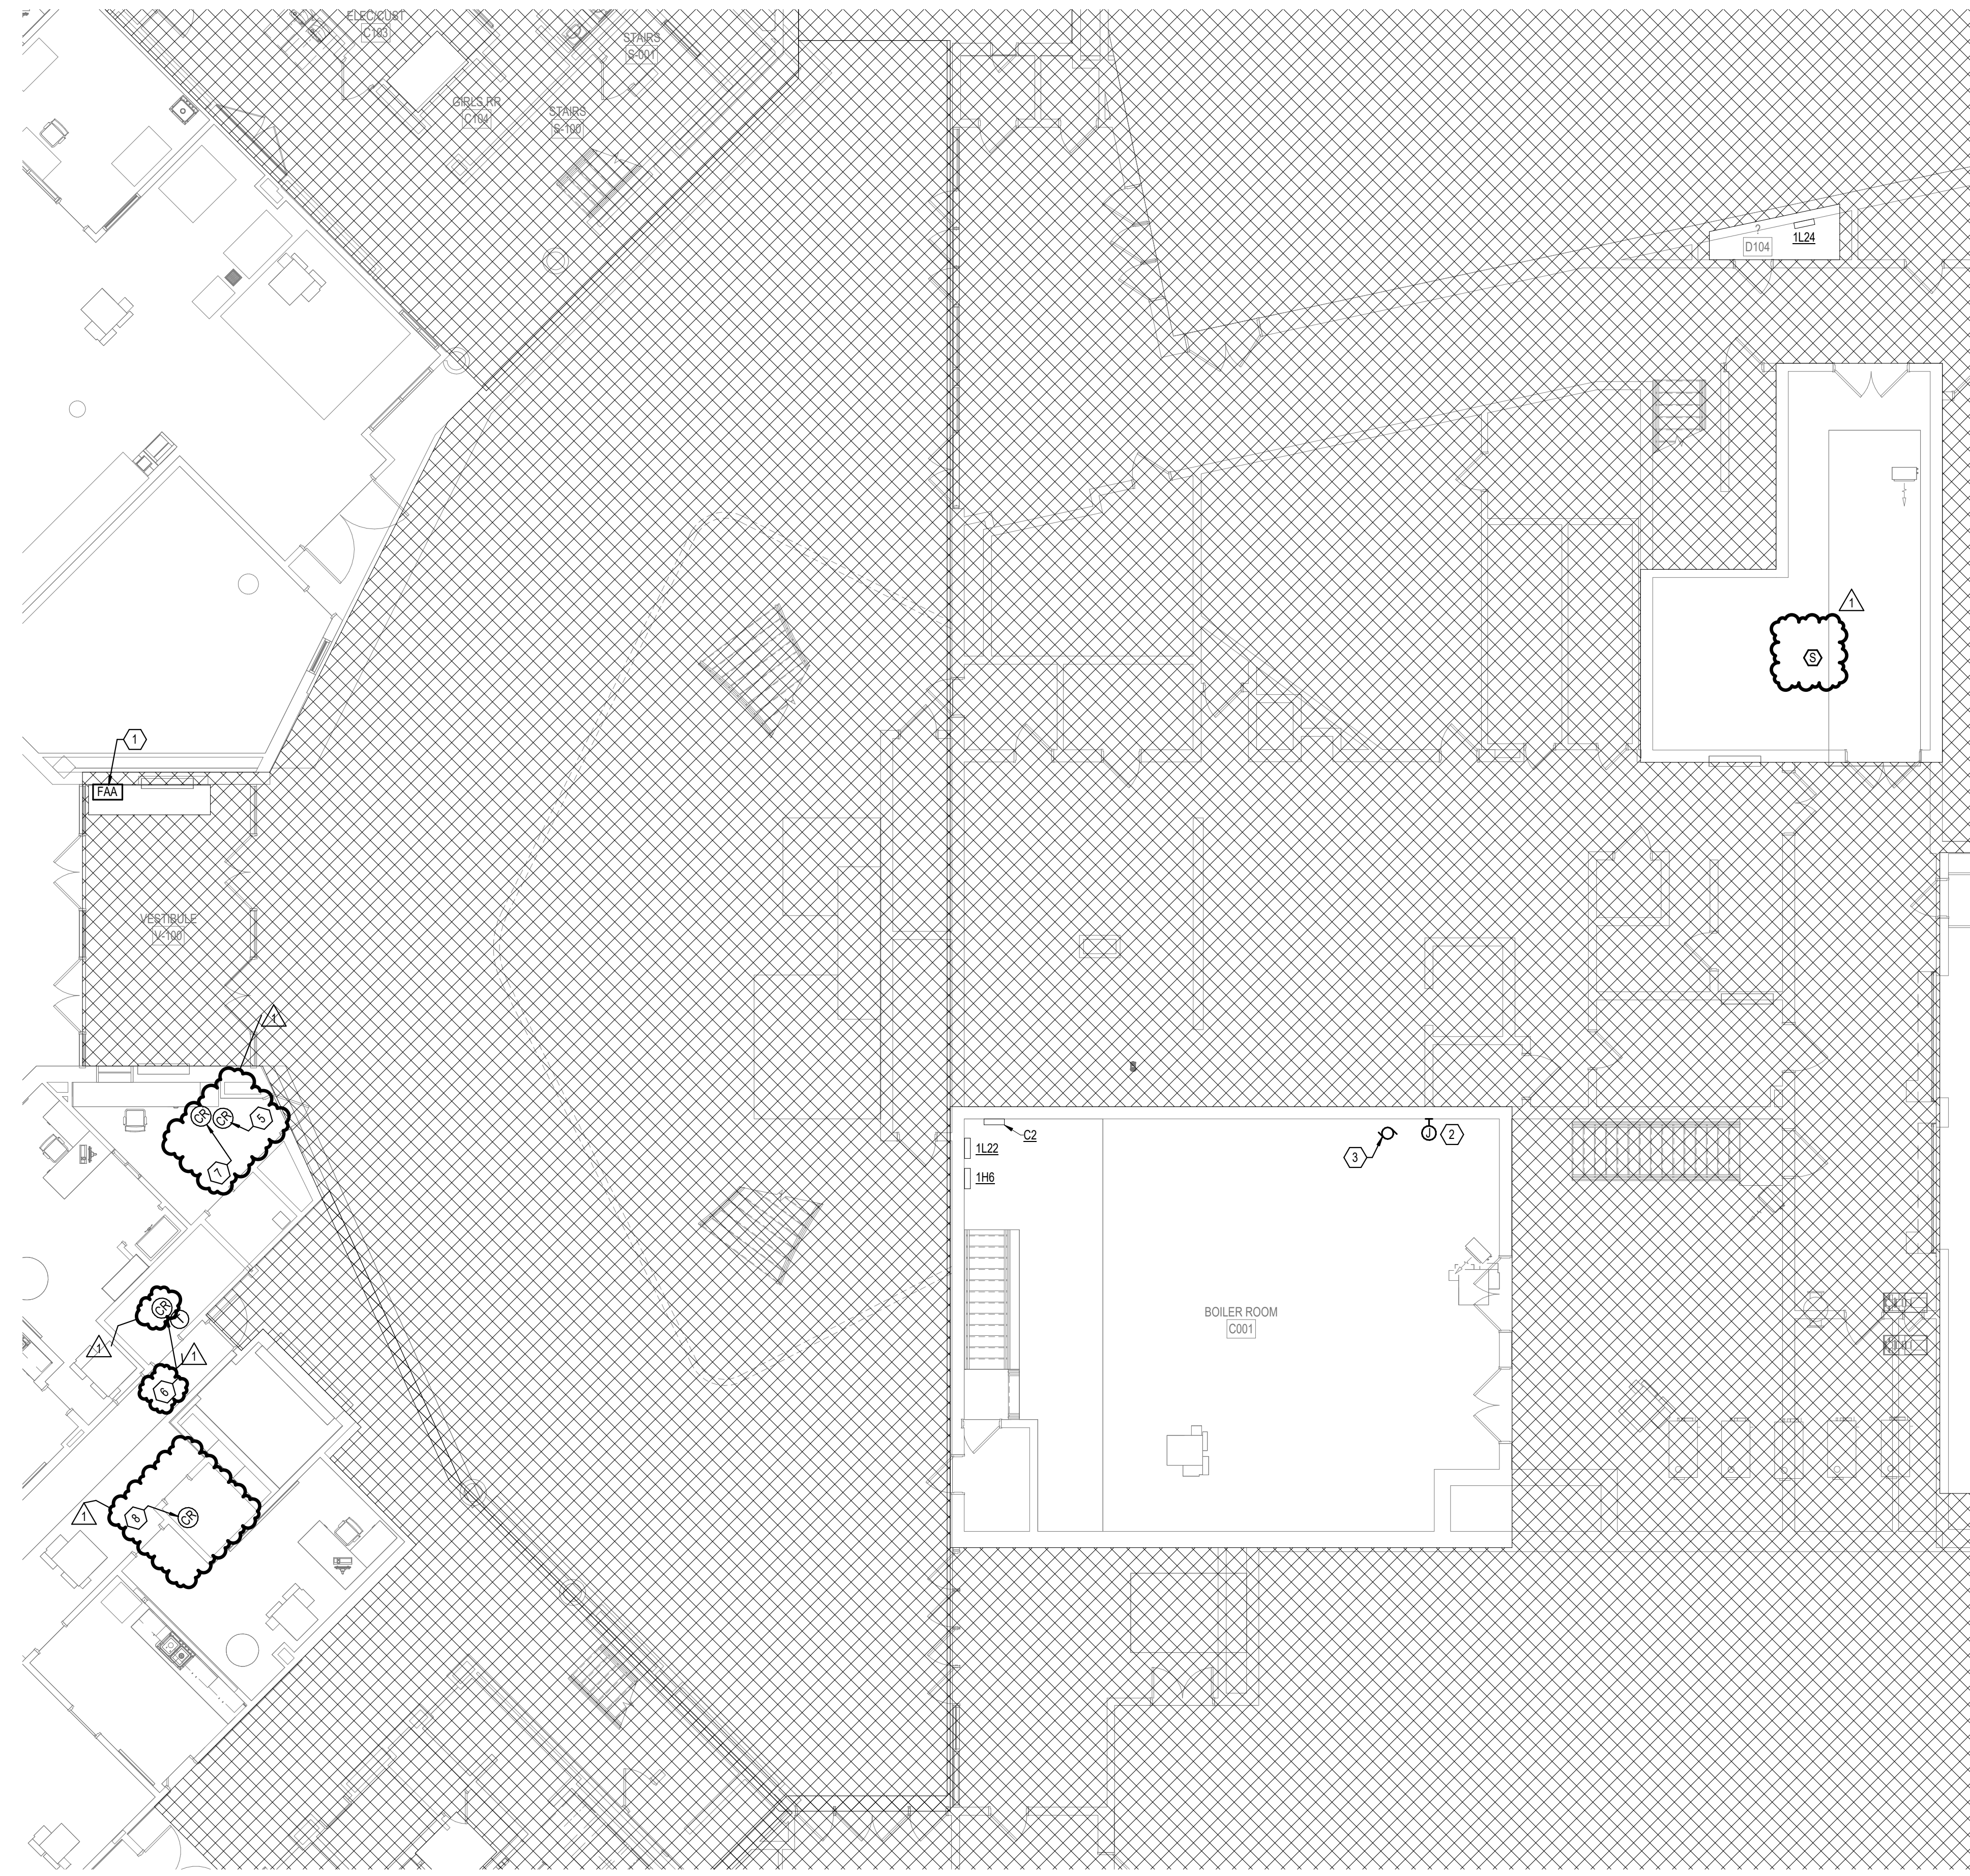 ELEC/CUST
C103
STAIRS
S-001
GIRLS RR
C104
STAIRS
S-100
?
D104
1L24
1
S
1
FAA
VESTIBULE
V-100
1
CR
CR
5
7
C2
1L22
1H6
3
J
2
BOILER ROOM
C001
CR
T
1
1
6
1
8
CR